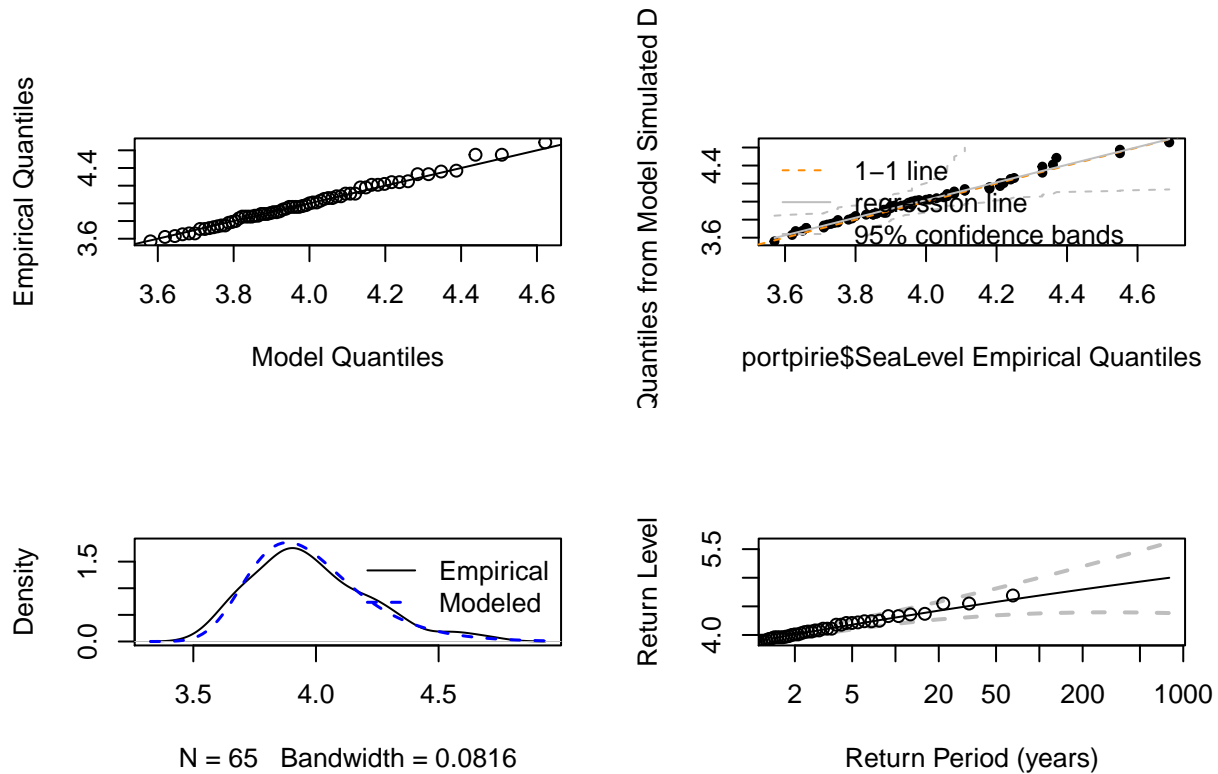 Empirical Quantiles
4.4
3.6
3.6 3.8 4.0 4.2 4.4 4.6
Model Quantiles
Quantiles from Model Simulated D
4.4
3.6
1−1 line
regression line
95% confidence bands
3.6 3.8 4.0 4.2 4.4 4.6
portpirie$SeaLevel Empirical Quantiles
Density
1.5
0.0
Empirical
Modeled
3.5 4.0 4.5
N = 65 Bandwidth = 0.0816
Return Level
5.5
4.0
2 5 20 50 200 1000
Return Period (years)